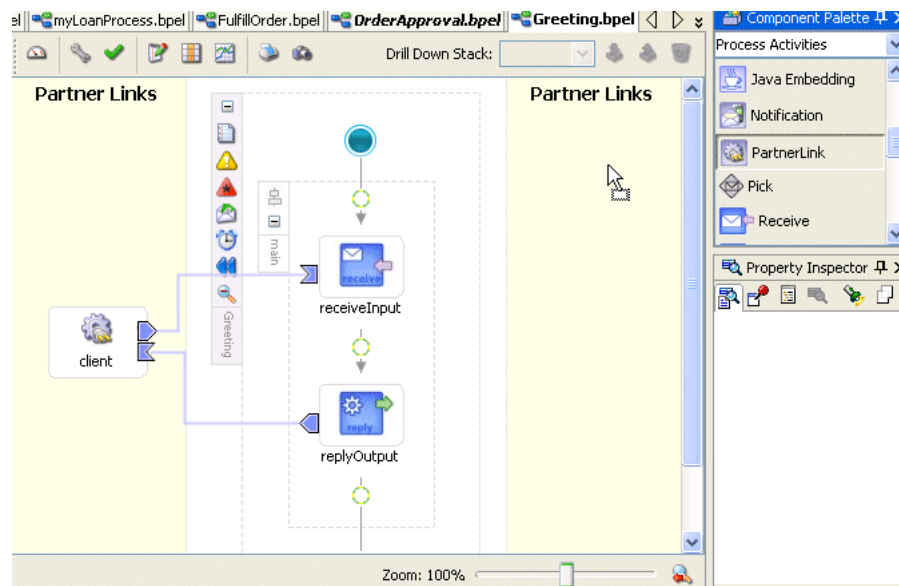 el myLoanProcess.bpel FulfillOrder.bpel OrderApproval.bpel Greeting.bpel
Component Palette
Process Activities
Drill Down Stack:
Java Embedding
Notification
PartnerLink
Pick
Receive
Partner Links
Partner Links
main
receive
receiveInput
Greeting
client
reply
replyOutput
Property Inspector
Zoom: 100%